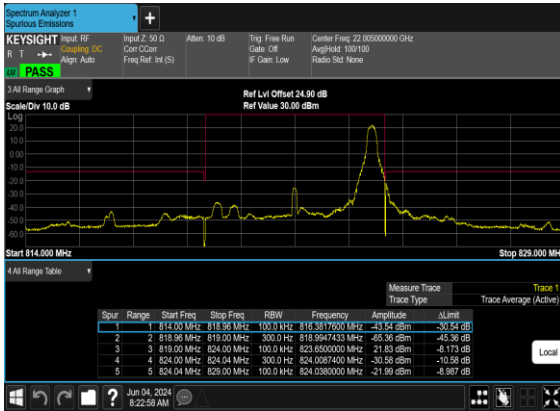 Spectrum Analyzer 1
Spurious Emissions
+
KEYSIGHT
R T
LXI PASS
Input: RF
Coupling: DC
Align: Auto
Input Z: 50 Ω
Corr CCorr
Freq Ref: Int (S)
Atten: 10 dB
Trig: Free Run
Gate: Off
IF Gain: Low
Center Freq: 22.005000000 GHz
Avg|Hold: 100/100
Radio Std: None
3 All Range Graph
Scale/Div 10.0 dB
Ref Lvl Offset 24.90 dB
Ref Value 30.00 dBm
Log
20.0
10.0
0.00
-10.0
-20.0
-30.0
-40.0
-50.0
-60.0
Start 814.000 MHz
Stop 829.000 MH
4 All Range Table
Measure Trace Trace 1
Trace Type Trace Average (Active)
Spur Range Start Freq Stop Freq RBW Frequency Amplitude ΔLimit
1 1 814.00 MHz 818.96 MHz 100.0 kHz 816.3817600 MHz -43.54 dBm -30.54 dB
2 2 818.96 MHz 819.00 MHz 300.0 Hz 818.9947433 MHz -65.36 dBm -45.36 dB
3 3 819.00 MHz 824.00 MHz 100.0 kHz 823.6500000 MHz 21.83 dBm -8.173 dB
4 4 824.00 MHz 824.04 MHz 300.0 Hz 824.0087400 MHz -30.58 dBm -10.58 dB
5 5 824.04 MHz 829.00 MHz 100.0 kHz 824.0380000 MHz -21.99 dBm -8.987 dB
Local
?
Jun 04, 2024
8:22:58 AM